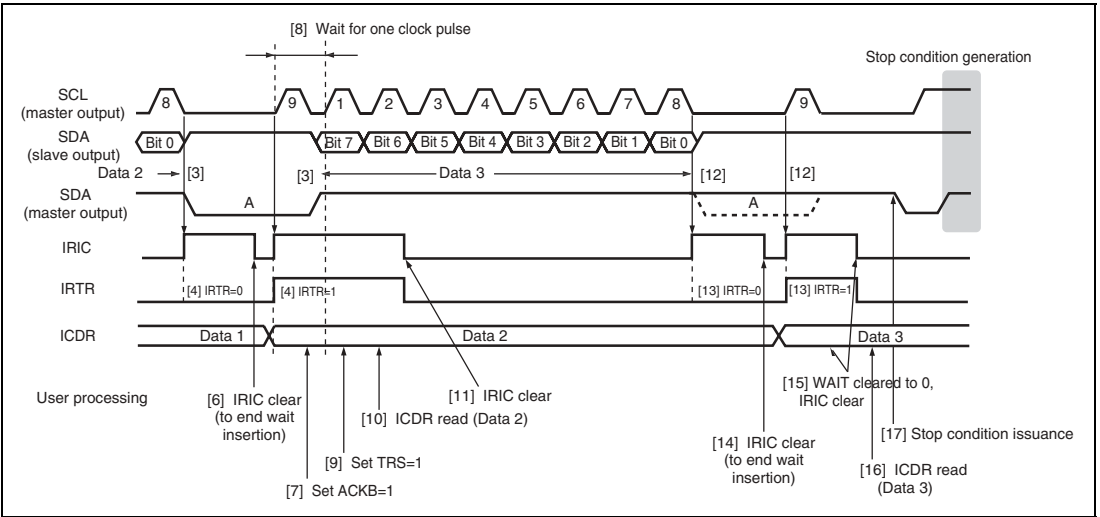 [8] Wait for one clock pulse
Stop condition generation
SCL
(master output)
8 9 1 2 3 4 5 6 7 8 9
SDA
(slave output)
Bit 0 Bit 7 Bit 6 Bit 5 Bit 4 Bit 3 Bit 2 Bit 1 Bit 0
Data 2 [3] [3] Data 3 [12] [12]
SDA
(master output)
A A
IRIC
IRTR
[4] IRTR=0 [4] IRTR=1 [13] IRTR=0 [13] IRTR=1
ICDR
Data 1 Data 2 Data 3
User processing
[6] IRIC clear
(to end wait
insertion)
[7] Set ACKB=1
[9] Set TRS=1
[10] ICDR read (Data 2)
[11] IRIC clear
[14] IRIC clear
(to end wait
insertion)
[15] WAIT cleared to 0,
IRIC clear
[17] Stop condition issuance
[16] ICDR read
(Data 3)